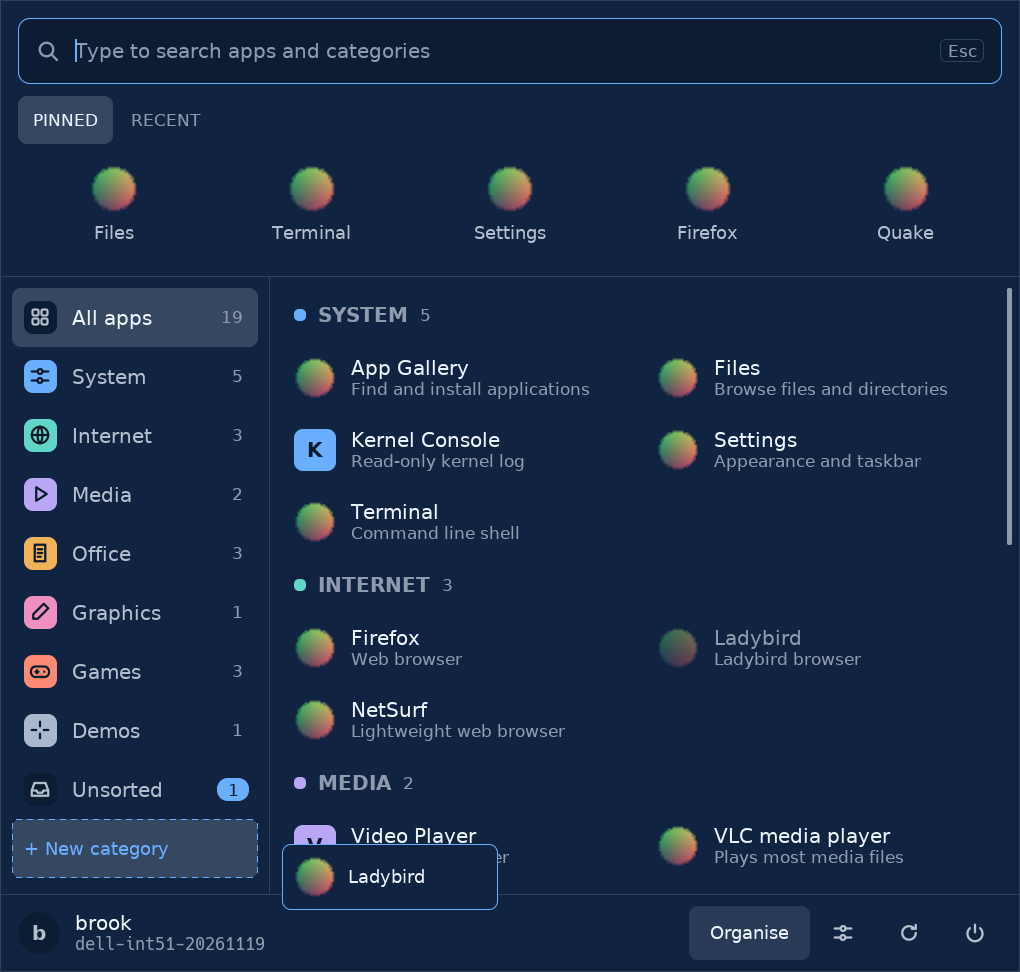 Type to search apps and categories
Esc
PINNED
RECENT
Files
Terminal
Settings
Firefox
Quake
All apps 19
System 5
Internet 3
Media 2
Office 3
Graphics 1
Games 3
Demos 1
Unsorted 1
+ New category
SYSTEM 5
App Gallery
Find and install applications
Files
Browse files and directories
K
Kernel Console
Read-only kernel log
Settings
Appearance and taskbar
Terminal
Command line shell
INTERNET 3
Firefox
Web browser
Ladybird
Ladybird browser
NetSurf
Lightweight web browser
MEDIA 2
Video Player
VLC media player
Plays most media files
Ladybird
b
brook
dell-int51-20261119
Organise